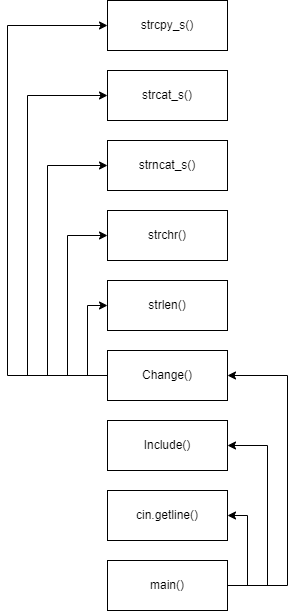 strcpy_s()
strcat_s()
strncat_s()
strchr()
strlen()
Change()
Include()
cin.getline()
main()